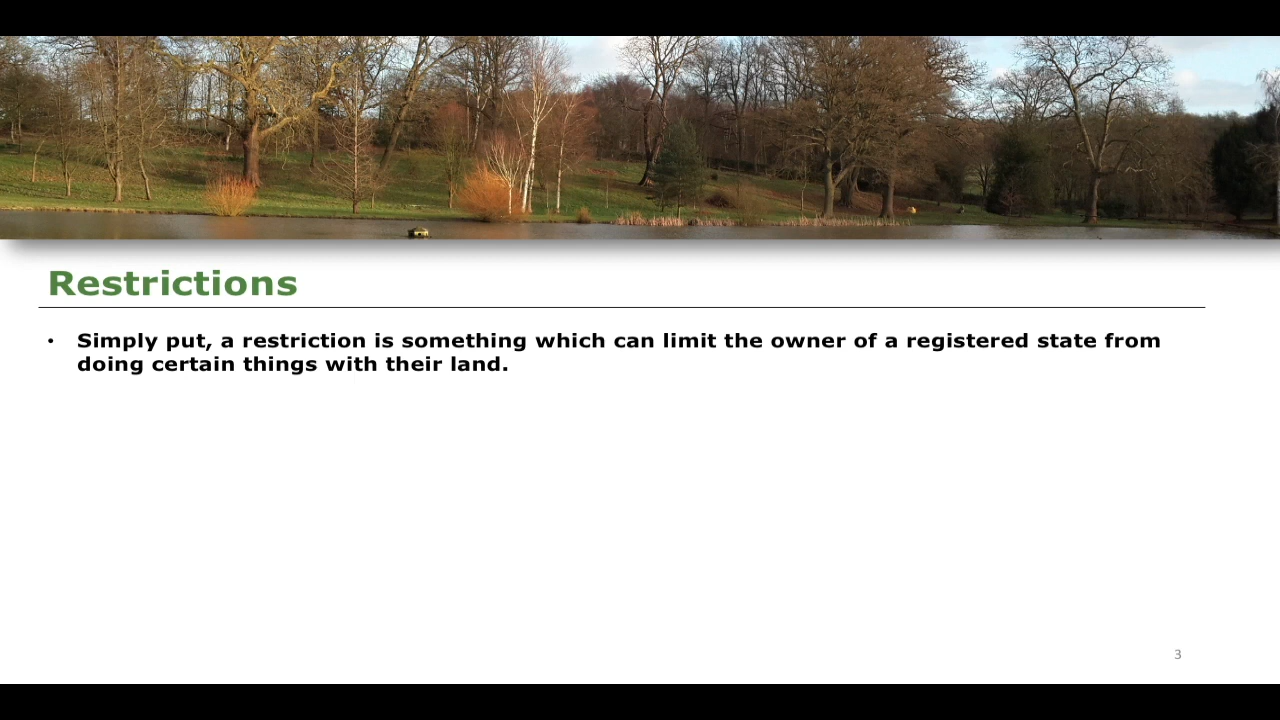 Restrictions
• Simply put, a restriction is something which can limit the owner of a registered state from
doing certain things with their land.
3